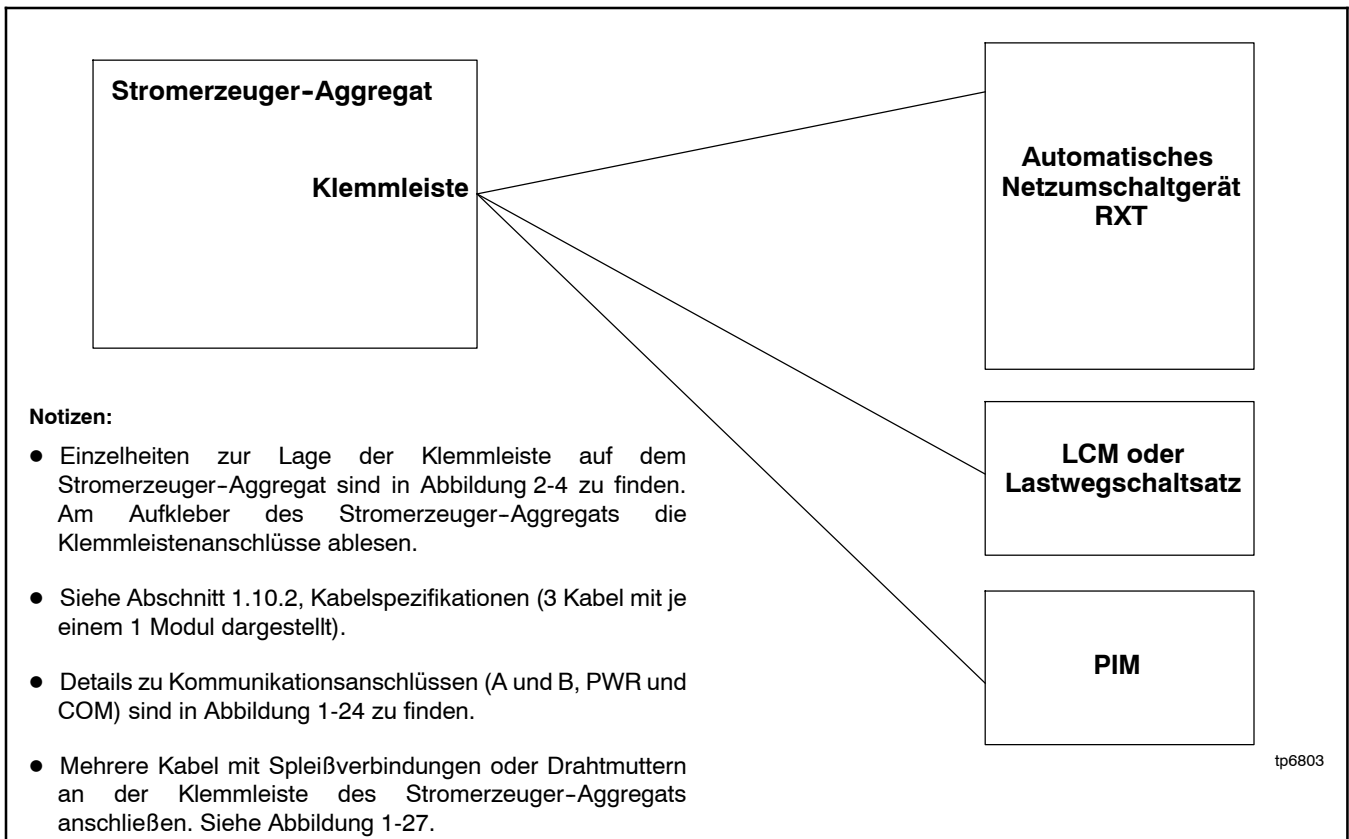 Stromerzeuger-Aggregat
Klemmleiste
Automatisches
Netzumschaltgerät
RXT
LCM oder
Lastwegschaltsatz
PIM
Notizen:
● Einzelheiten zur Lage der Klemmleiste auf dem
Stromerzeuger-Aggregat sind in Abbildung 2-4 zu finden.
Am Aufkleber des Stromerzeuger-Aggregats die
Klemmleistenanschlüsse ablesen.
● Siehe Abschnitt 1.10.2, Kabelspezifikationen (3 Kabel mit je
einem 1 Modul dargestellt).
● Details zu Kommunikationsanschlüssen (A und B, PWR und
COM) sind in Abbildung 1-24 zu finden.
● Mehrere Kabel mit Spleißverbindungen oder Drahtmuttern
an der Klemmleiste des Stromerzeuger-Aggregats
anschließen. Siehe Abbildung 1-27.
tp6803